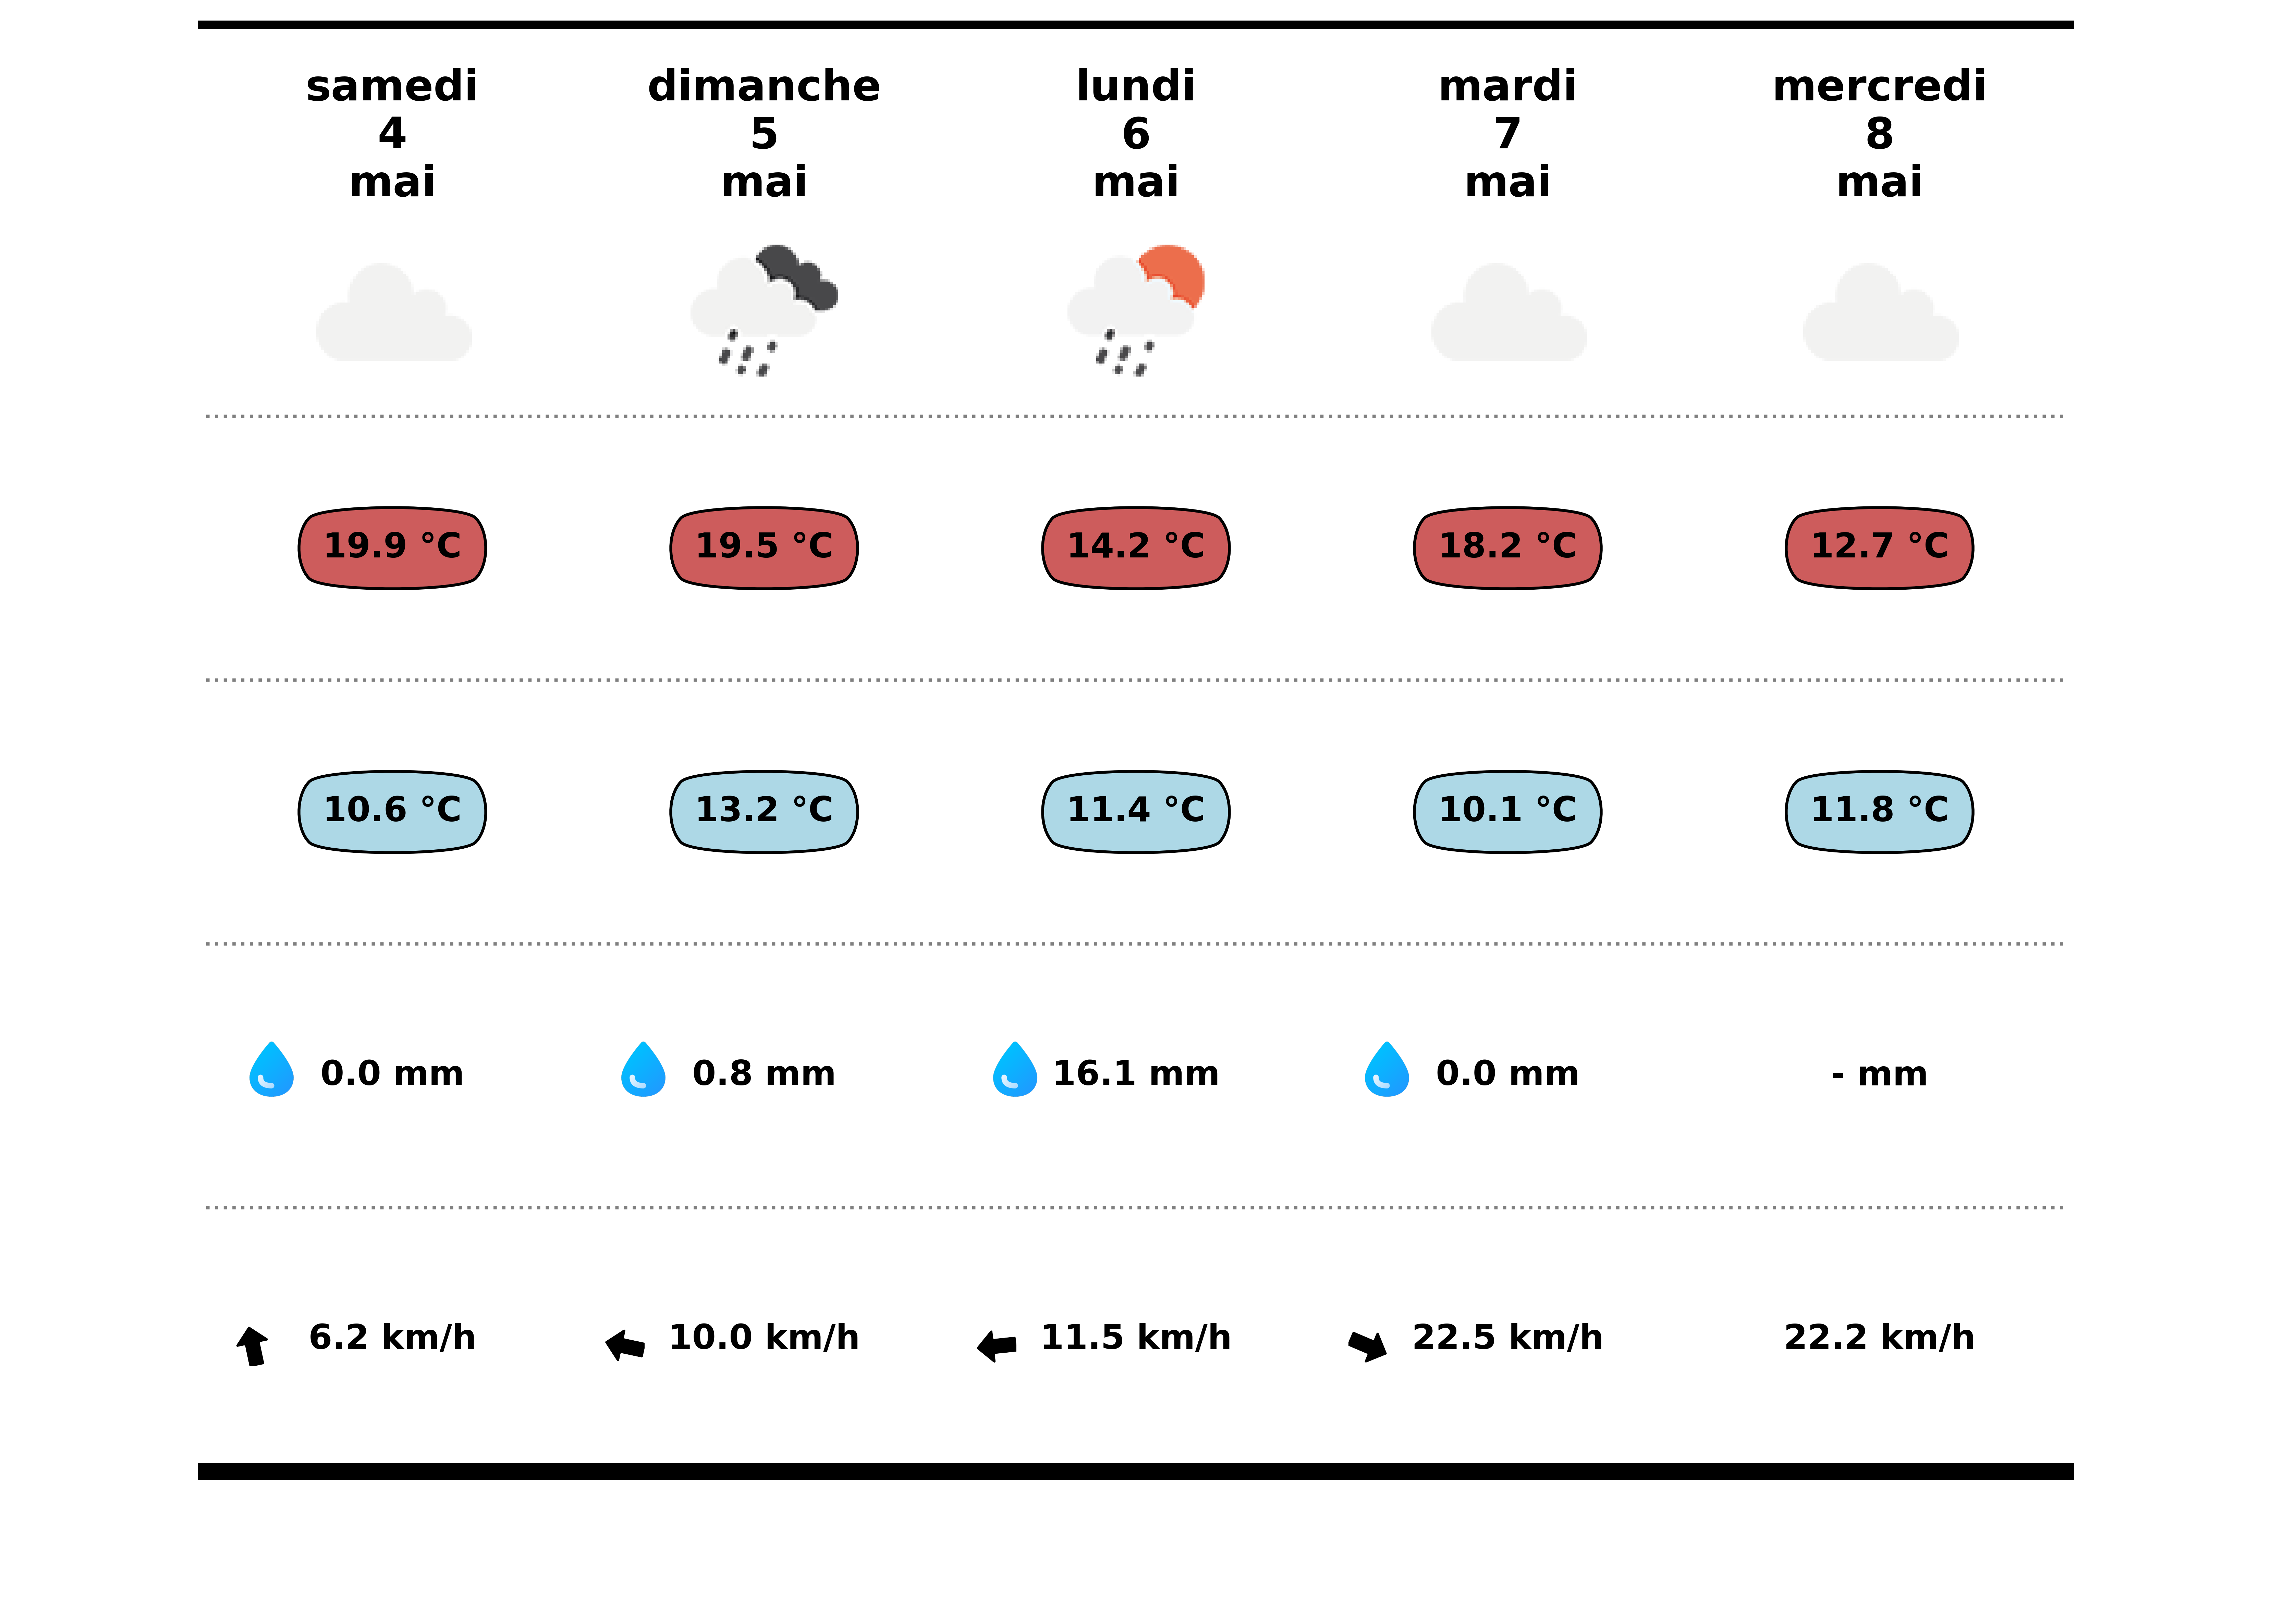 samedi
4
mai
dimanche
5
mai
lundi
6
mai
mardi
7
mai
mercredi
8
mai
19.9 °C
19.5 °C
14.2 °C
18.2 °C
12.7 °C
10.6 °C
13.2 °C
11.4 °C
10.1 °C
11.8 °C
0.0 mm
0.8 mm
16.1 mm
0.0 mm
- mm
6.2 km/h
10.0 km/h
11.5 km/h
22.5 km/h
22.2 km/h